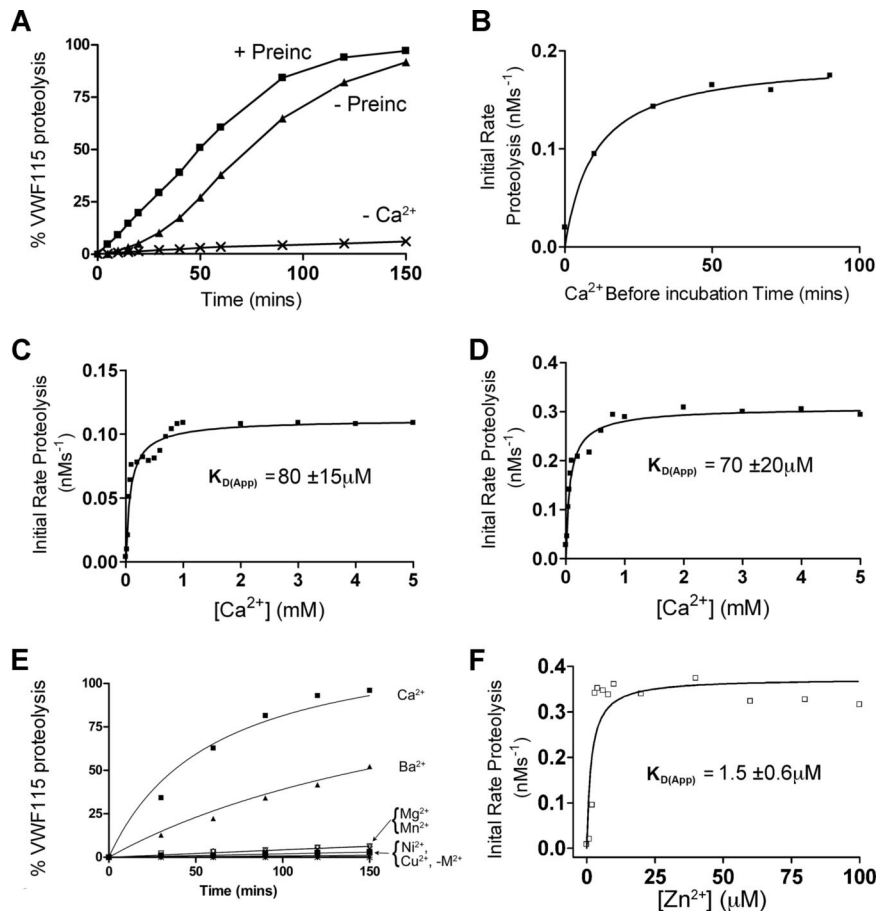 A
% VWF115 proteolysis
100
75
50
25
0
+ Preinc
- Preinc
- Ca²⁺
0 50 100 150
Time (mins)
B
Initial Rate
Proteolysis (nMs⁻¹)
0.2
0.1
0.0
0 50 100
Ca²⁺ Before incubation Time (mins)
C
Initial Rate Proteolysis
(nMs⁻¹)
0.15
0.10
0.05
0.00
K D(App) = 80 ±15μM
0 1 2 3 4 5
[Ca²⁺] (mM)
D
Initial Rate Proteolysis
(nMs⁻¹)
0.4
0.3
0.2
0.1
0.0
K D(App) = 70 ±20μM
0 1 2 3 4 5
[Ca²⁺] (mM)
E
% VWF115 proteolysis
100
75
50
25
0
Ca²⁺
Ba²⁺
{Mg²⁺
Mn²⁺
{Ni²⁺,
Cu²⁺, -M²⁺
0 30 60 90 120 150
Time (mins)
F
Inital Rate Proteolysis
(nMs⁻¹)
0.4
0.3
0.2
0.1
0.0
K D(App) = 1.5 ±0.6μM
0 25 50 75 100
[Zn²⁺] (μM)